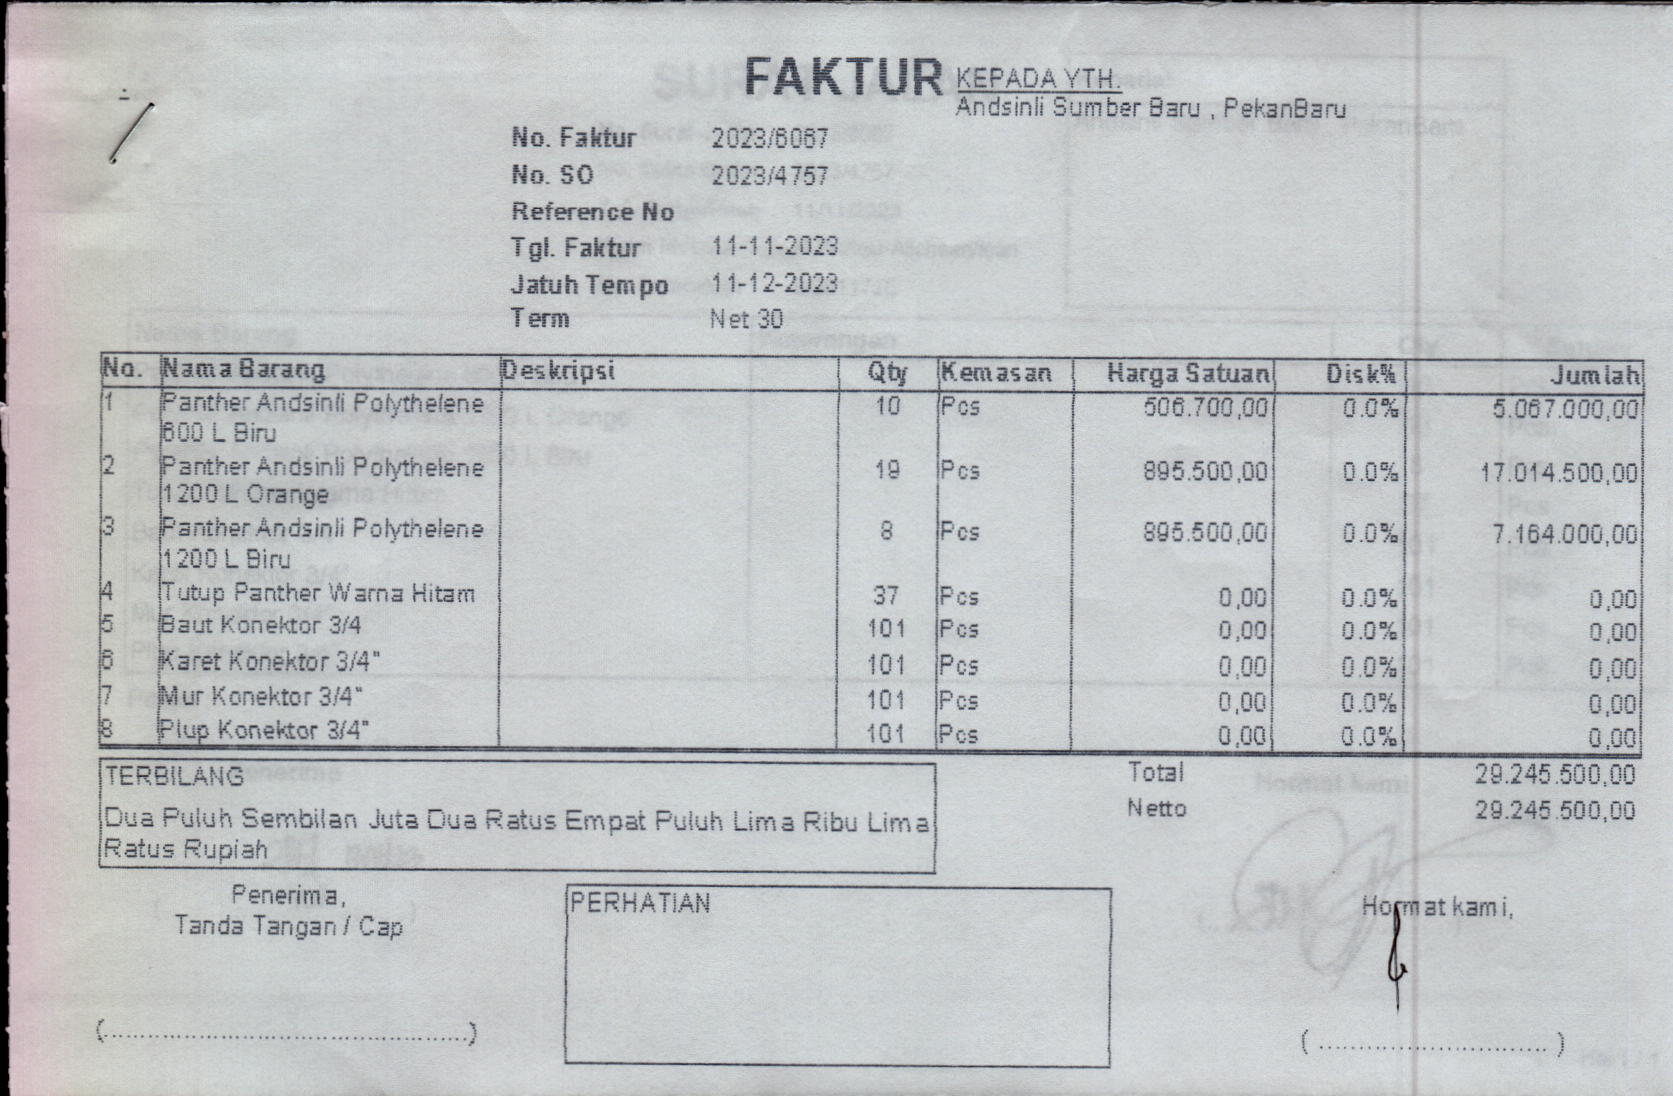 FAKTUR
KEPADA YTH.
Andsinli Sumber Baru , PekanBaru
No. Faktur 2023/6067
No. SO 2023/4757
Reference No
Tgl. Faktur 11-11-2023
Jatuh Tempo 11-12-2023
Term Net 30
No. Nama Barang Deskripsi Qty Kemasan Harga Satuan Disk% Jumlah
1 Panther Andsinli Polythelene 10 Pcs 506.700,00 0.0% 5.067.000,00
600 L Biru
2 Panther Andsinli Polythelene 19 Pcs 895.500,00 0.0% 17.014.500,00
1200 L Orange
3 Panther Andsinli Polythelene 8 Pcs 895.500,00 0.0% 7.164.000,00
1200 L Biru
4 Tutup Panther Warna Hitam 37 Pcs 0,00 0.0% 0,00
5 Baut Konektor 3/4 101 Pcs 0,00 0.0% 0,00
6 Karet Konektor 3/4" 101 Pcs 0,00 0.0% 0,00
7 Mur Konektor 3/4" 101 Pcs 0,00 0.0% 0,00
8 Plup Konektor 3/4" 101 Pcs 0,00 0.0% 0,00
TERBILANG
Dua Puluh Sembilan Juta Dua Ratus Empat Puluh Lima Ribu Lima
Ratus Rupiah
Total 29.245.500,00
Netto 29.245.500,00
Penerima,
Tanda Tangan / Cap
PERHATIAN
Hormat kami,
(................................................)
(..............................)